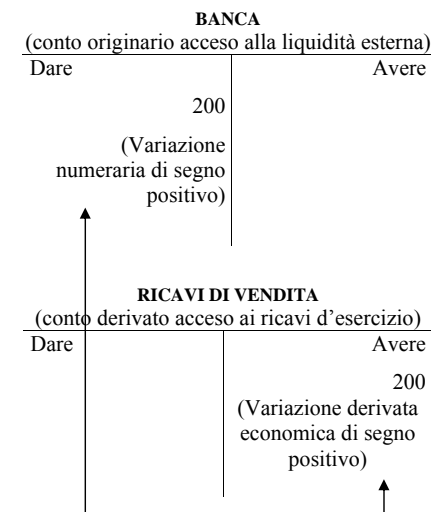 BANCA
(conto originario acceso alla liquidità esterna)
Dare Avere
200
(Variazione
numeraria di segno
positivo)
RICAVI DI VENDITA
(conto derivato acceso ai ricavi d’esercizio)
Dare Avere
200
(Variazione derivata
economica di segno
positivo)